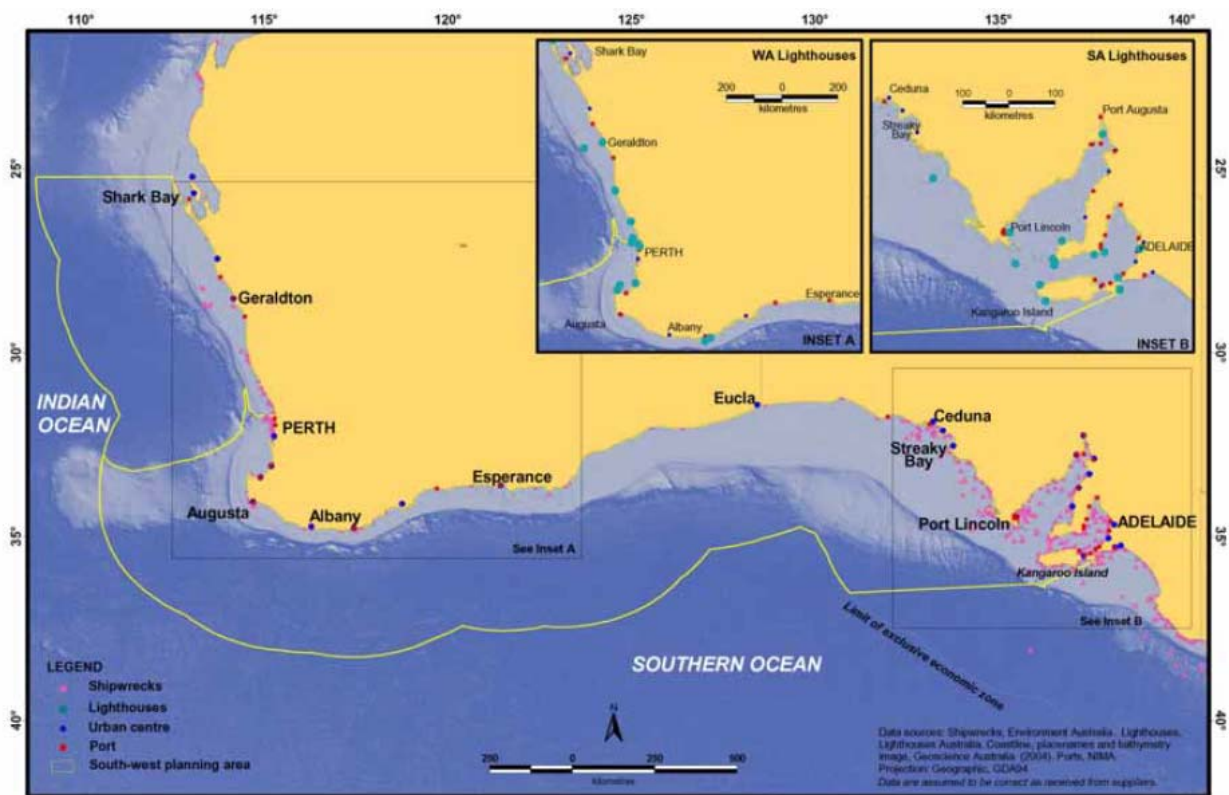 110°
115°
120°
125°
130°
135°
140°
25°
30°
35°
40°
25°
30°
35°
40°
Shark Bay
Geraldton
INDIAN
OCEAN
PERTH
Augusta
Albany
Esperance
See Inset A
Eucla
Ceduna
Streaky
Bay
Port Lincoln
ADELAIDE
Kangaroo Island
See Inset B
Limit of exclusive economic zone
SOUTHERN OCEAN
WA Lighthouses
200 0 200
kilometres
Shark Bay
Geraldton
PERTH
Augusta
Albany
Esperance
INSET A
SA Lighthouses
100 0 100
kilometres
Ceduna
Streaky
Bay
Port Augusta
Port Lincoln
ADELAIDE
Kangaroo Island
INSET B
LEGEND
Shipwrecks
Lighthouses
Urban centre
Port
South-west planning area
N
kilometres
Data sources: Shipwrecks, Environment Australia. Lighthouses,
Lighthouses Australia. Coastline, placenames and bathymetry
image, Geoscience Australia (2004). Ports, NIMA.
Projection: Geographic, GDA94
Data are assumed to be correct as received from suppliers.